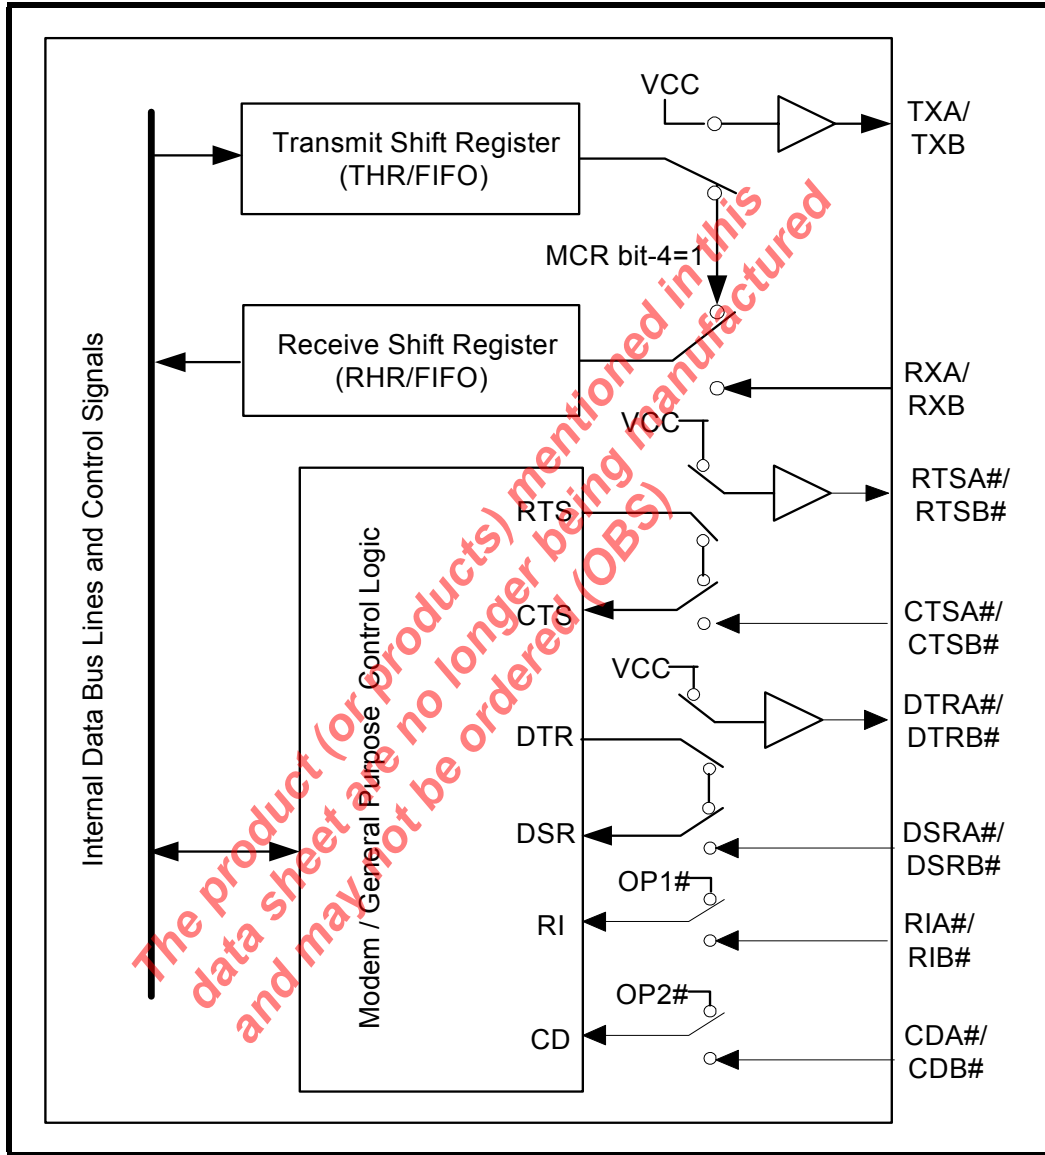 VCC
TXA/
TXB
Transmit Shift Register
(THR/FIFO)
MCR bit-4=1
Receive Shift Register
(RHR/FIFO)
RXA/
RXB
VCC
RTSA#/
RTSB#
RTS
CTS
CTSA#/
CTSB#
VCC
DTRA#/
DTRB#
DTR
DSR
DSRA#/
DSRB#
OP1#
RI
RIA#/
RIB#
OP2#
CD
CDA#/
CDB#
Internal Data Bus Lines and Control Signals
Modem / General Purpose Control Logic
The product (or products) mentioned in this
data sheet are no longer being manufactured
and may not be ordered (OBS)